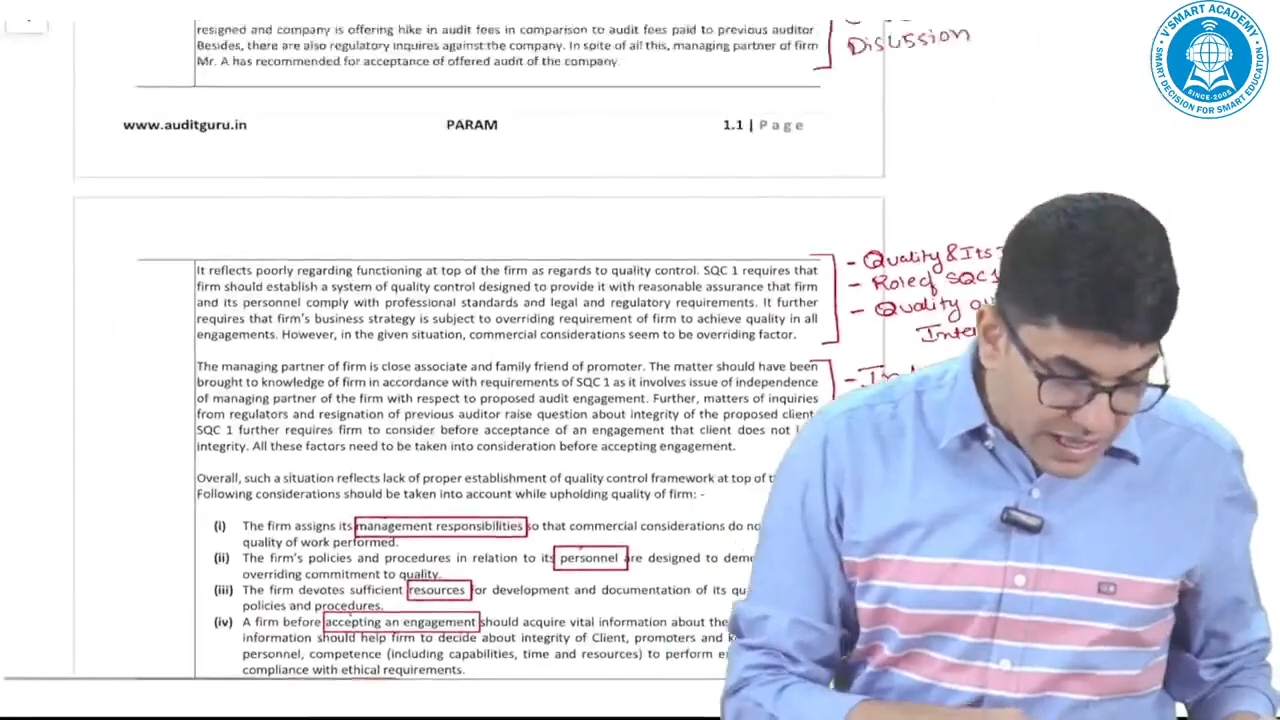 resigned and company is offering hike in audit fees in comparison to audit fees paid to previous auditor
Besides, there are also regulatory inquires against the company. In spite of all this, managing partner of firm
Mr. A has recommended for acceptance of offered audit of the company.
Discussion
www.auditguru.in PARAM 1.1 | Page
It reflects poorly regarding functioning at top of the firm as regards to quality control. SQC 1 requires that
firm should establish a system of quality control designed to provide it with reasonable assurance that firm
and its personnel comply with professional standards and legal and regulatory requirements. It further
requires that firm's business strategy is subject to overriding requirement of firm to achieve quality in all
engagements. However, in the given situation, commercial considerations seem to be overriding factor.
- Quality & Its
- Role of SQC 1
- Quality
The managing partner of firm is close associate and family friend of promoter. The matter should have been
brought to knowledge of firm in accordance with requirements of SQC 1 as it involves issue of independence
of managing partner of the firm with respect to proposed audit engagement. Further, matters of inquiries
from regulators and resignation of previous auditor raise question about integrity of the proposed client
SQC 1 further requires firm to consider before acceptance of an engagement that client does not
integrity. All these factors need to be taken into consideration before accepting engagement.
Overall, such a situation reflects lack of proper establishment of quality control framework at top of
Following considerations should be taken into account while upholding quality of firm: -
(i) The firm assigns its management responsibilities so that commercial considerations do
quality of work performed.
(ii) The firm's policies and procedures in relation to its personnel are designed to
overriding commitment to quality.
(iii) The firm devotes sufficient resources for development and documentation of its
policies and procedures.
(iv) A firm before accepting an engagement should acquire vital information about the
information should help firm to decide about integrity of Client, promoters and
personnel, competence (including capabilities, time and resources) to perform
compliance with ethical requirements.
V'SMART ACADEMY
SINCE-2005
SMART DECISION FOR SMART EDUCATION